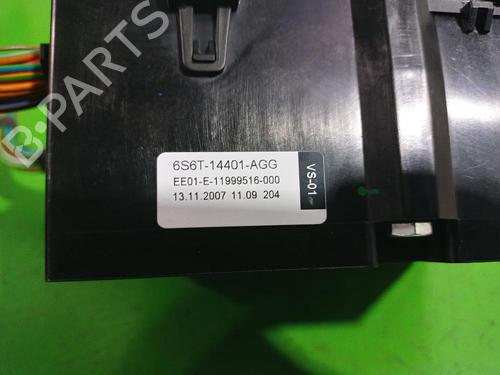 6S6T-14401-AGG
EE01-E-11999516-000
13.11.2007 11.09 204
VS-01
B-PARTS